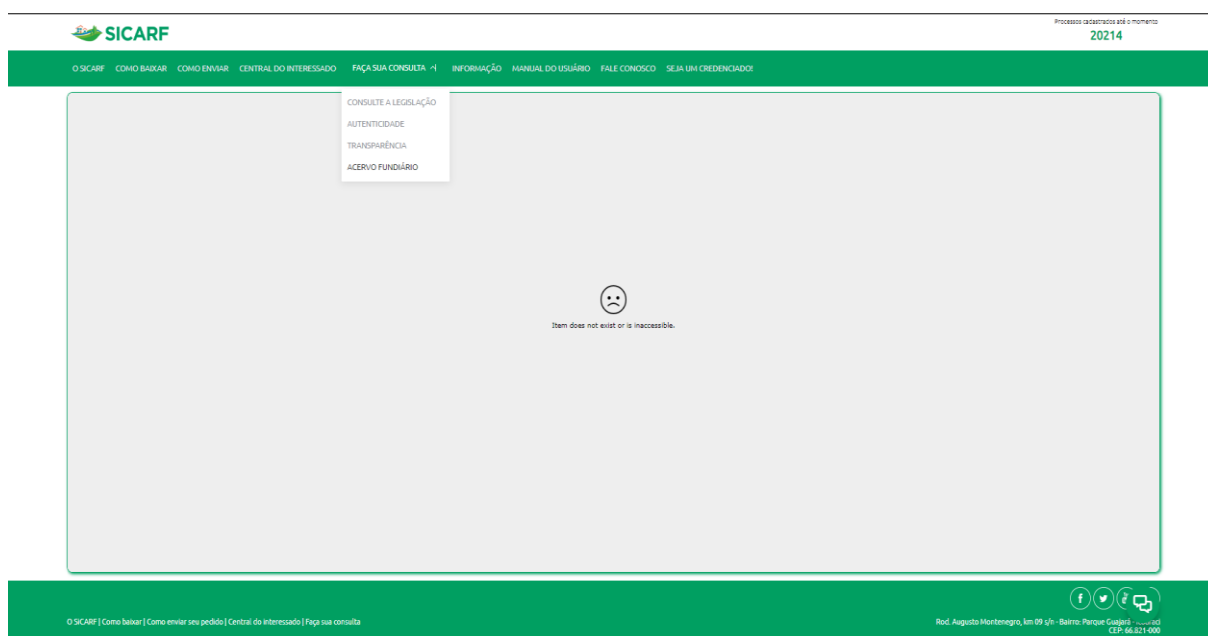 Processos cadastrados até o momento
SICARF
20214
O SICARF COMO BAIXAR COMO ENVIAR CENTRAL DO INTERESSADO FAÇA SUA CONSULTA INFORMAÇÃO MANUAL DO USUÁRIO FALE CONOSCO SEJA UM CREDENCIADO!
CONSULTE A LEGISLAÇÃO
AUTENTICIDADE
TRANSPARÊNCIA
ACERVO FUNDIÁRIO
Item does not exist or is inaccessible.
O SICARF | Como baixar | Como enviar seu pedido | Central do interessado | Faça sua consulta
Rod. Augusto Montenegro, km 09 s/n - Bairro: Parque Guajará -
CEP: 66.821-000